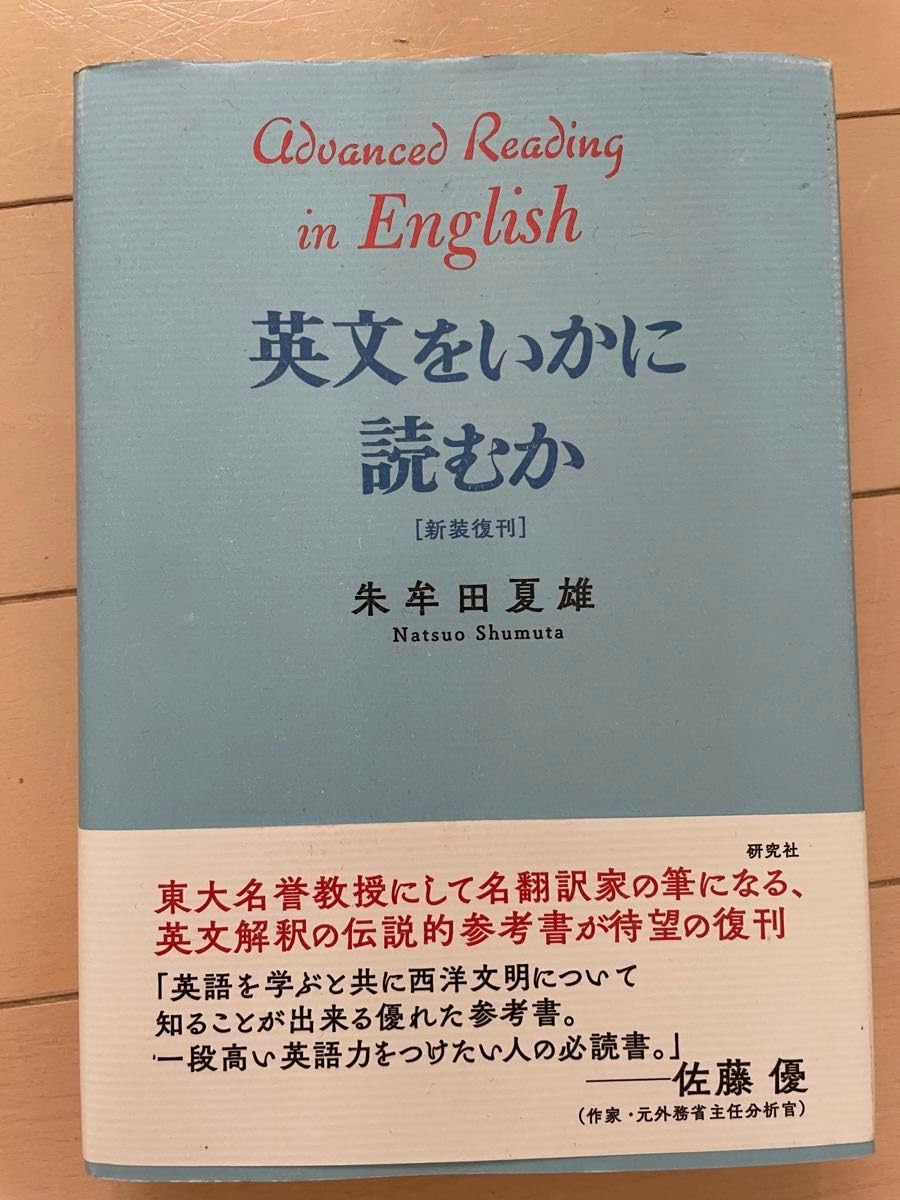 Advanced Reading
in English
英文をいかに
読むか
[新装復刊]
朱牟田夏雄
Natsuo Shumuta
研究社
東大名誉教授にして名翻訳家の筆になる、
英文解釈の伝説的参考書が待望の復刊
「英語を学ぶと共に西洋文明について
知ることが出来る優れた参考書。
一段高い英語力をつけたい人の必読書。」
――佐藤 優
(作家・元外務省主任分析官)